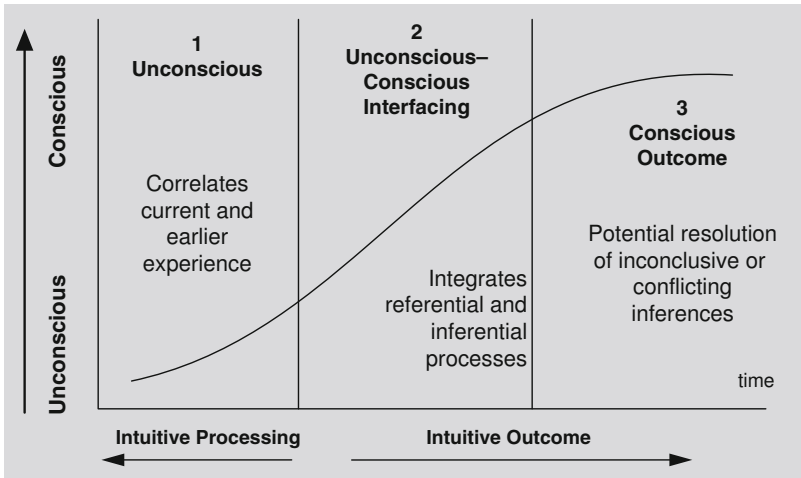 Conscious
Unconscious
1
Unconscious
Correlates
current and
earlier
experience
2
Unconscious–
Conscious
Interfacing
Integrates
referential and
inferential
processes
3
Conscious
Outcome
Potential resolution
of inconclusive or
conflicting
inferences
time
Intuitive Processing
Intuitive Outcome